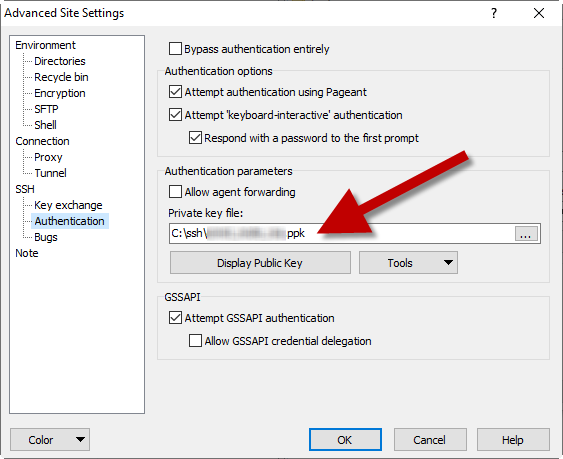 Advanced Site Settings
?
Environment
Directories
Recycle bin
Encryption
SFTP
Shell
Connection
Proxy
Tunnel
SSH
Key exchange
Authentication
Bugs
Note
Bypass authentication entirely
Authentication options
Attempt authentication using Pageant
Attempt 'keyboard-interactive' authentication
Respond with a password to the first prompt
Authentication parameters
Allow agent forwarding
Private key file:
C:\ssh\ ppk
...
Display Public Key
Tools
GSSAPI
Attempt GSSAPI authentication
Allow GSSAPI credential delegation
Color
OK
Cancel
Help